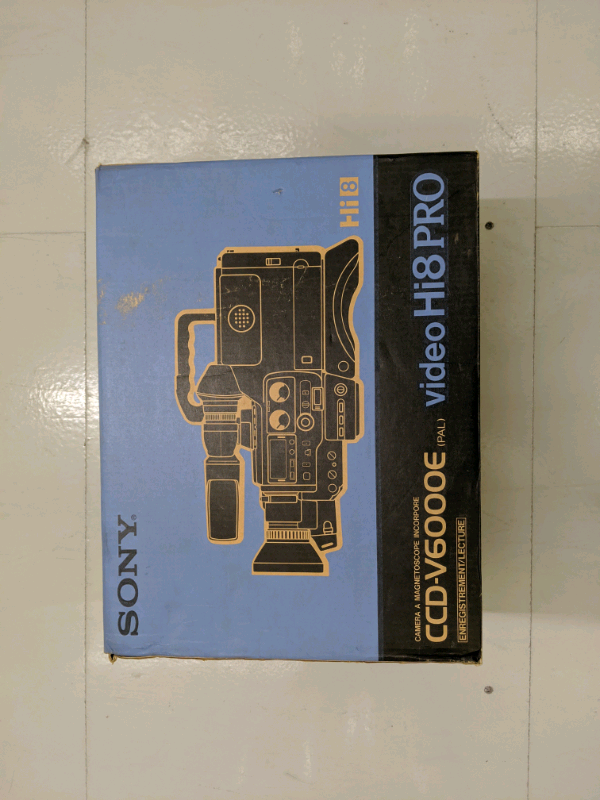 SONY®
Hi8
CAMERA A MAGNETOSCOPE INCORPORE
CCD-V6000E (PAL) video Hi8 PRO
[ENREGISTREMENT/LECTURE]